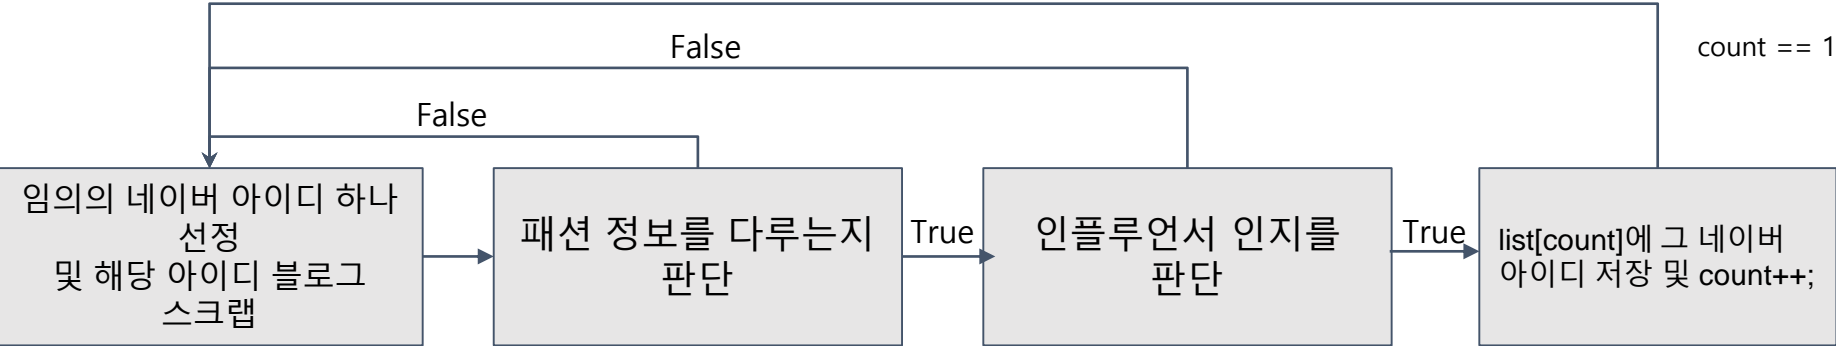 False
count == 1
False
임의의 네이버 아이디 하나
선정
및 해당 아이디 블로그
스크랩
패션 정보를 다루는지
판단
True
인플루언서 인지를
판단
True
list[count]에 그 네이버
아이디 저장 및 count++;